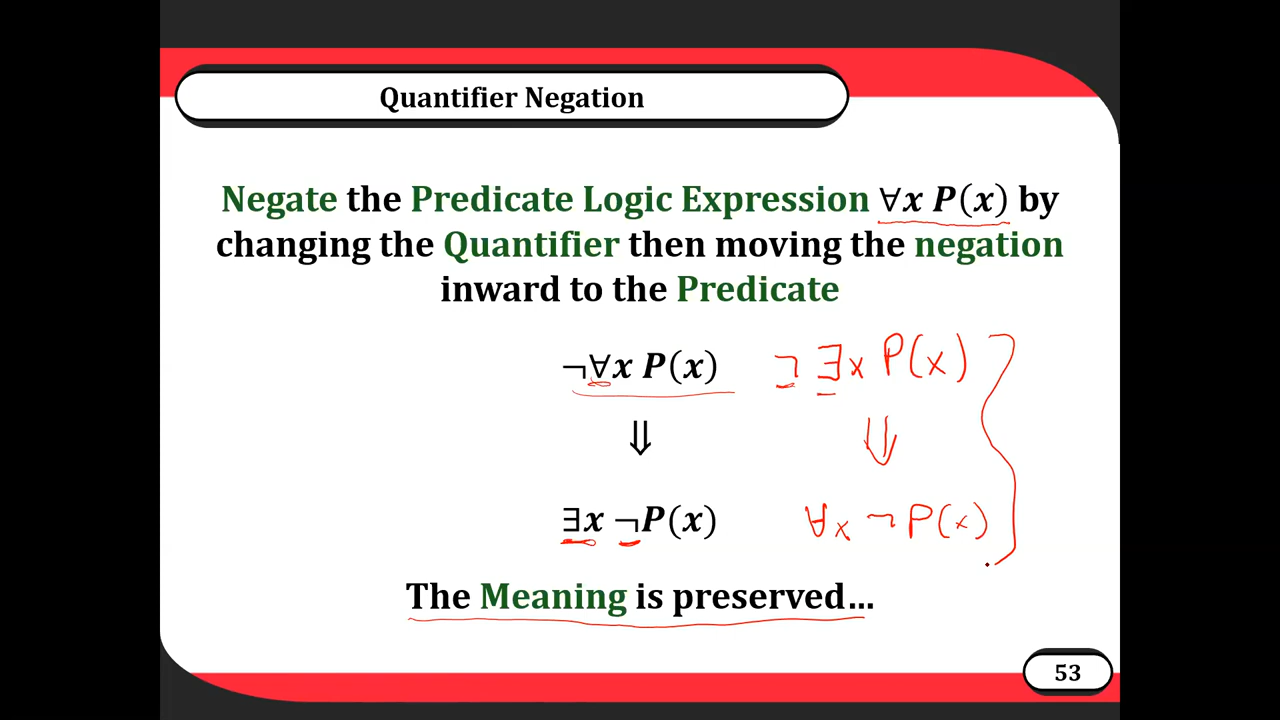 Quantifier Negation
Negate the Predicate Logic Expression ∀x P(x) by
changing the Quantifier then moving the negation
inward to the Predicate
¬∀x P(x) ¬∃x P(x)
⇓ ⇓
∃x ¬P(x) ∀x ¬P(x)
The Meaning is preserved…
53